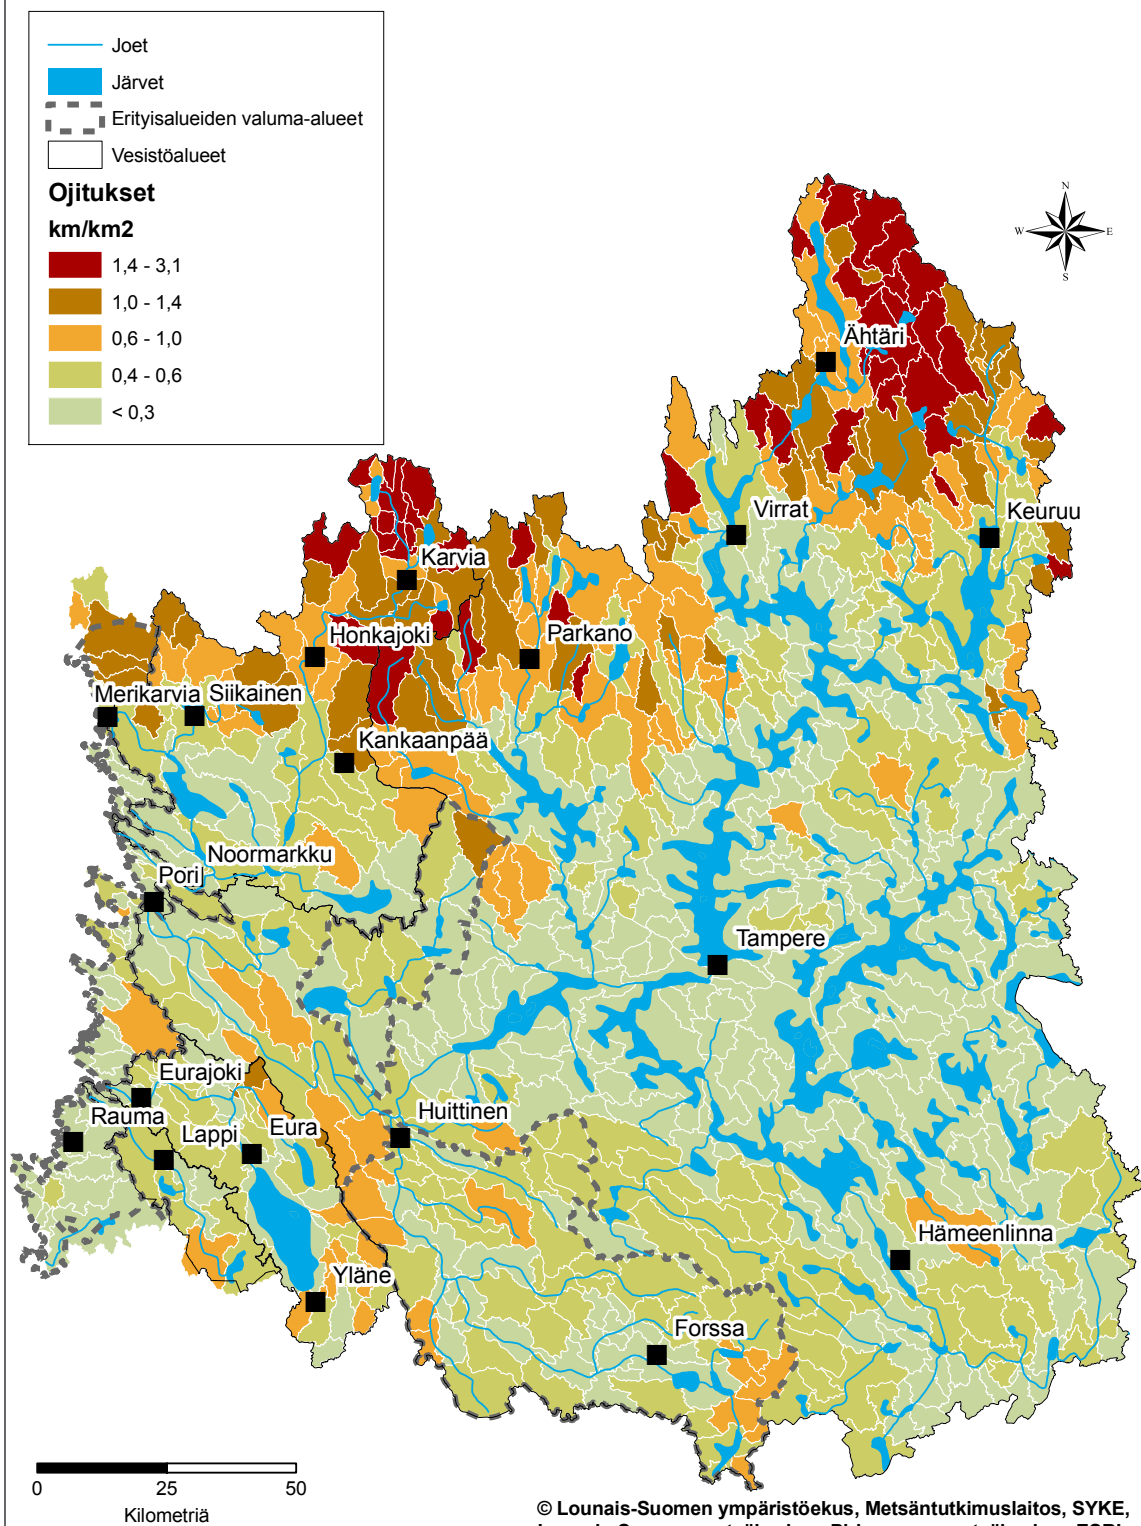 Joet
Järvet
Erityisalueiden valuma-alueet
Vesistöalueet
Ojitukset
km/km2
1,4 - 3,1
1,0 - 1,4
0,6 - 1,0
0,4 - 0,6
< 0,3
N
W E
S
Ähtäri
Virrat
Keuruu
Karvia
Honkajoki
Parkano
Merikarvia Siikainen
Kankaanpää
Noormarkku
Pori
Tampere
Eurajoki
Rauma
Lappi
Eura
Huittinen
Hämeenlinna
Yläne
Forssa
0 25 50
Kilometriä
© Lounais-Suomen ympäristöekus, Metsäntutkimuslaitos, SYKE,